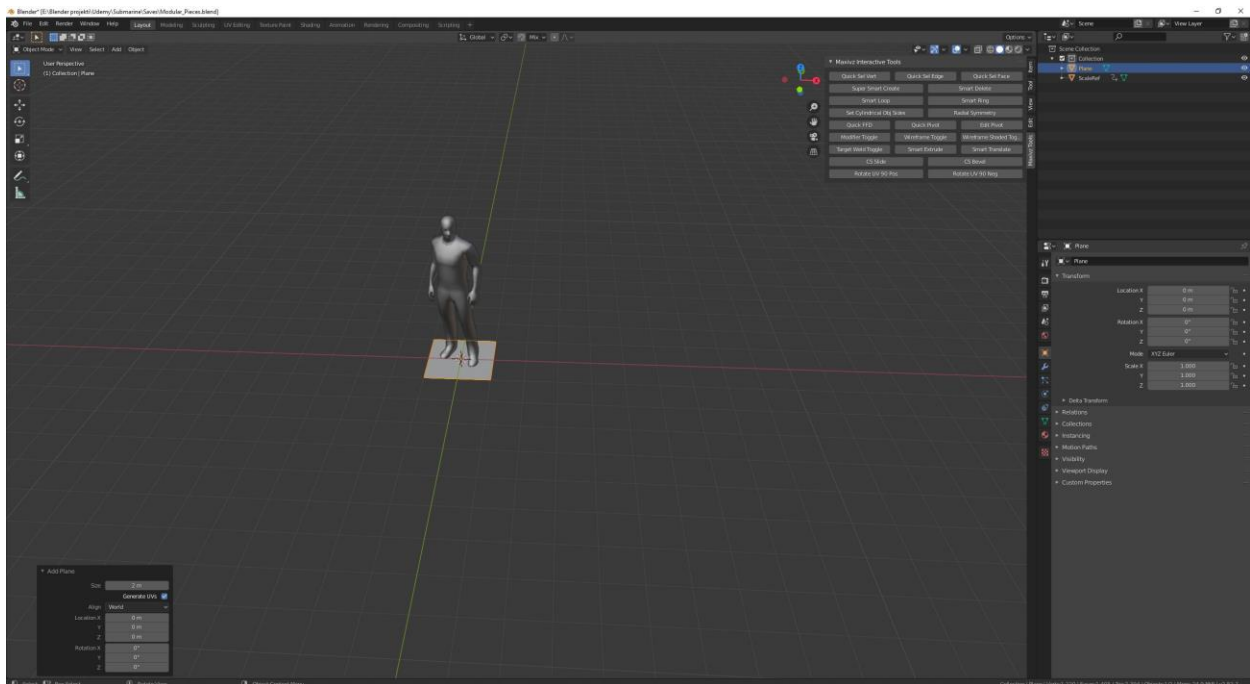 Blender* [E:\Blender projekti\Udemy\Submarine\Saves\Modular_Pieces.blend]
File Edit Render Window Help Layout Modeling Sculpting UV Editing Texture Paint Shading Animation Rendering Compositing Scripting + Scene View Layer
Global Mix Options
Object Mode View Select Add Object
User Perspective
(1) Collection | Plane
Scene Collection
Collection
Plane
ScaleRef
Maxivz Interactive Tools
Quick Sel Vert Quick Sel Edge Quick Sel Face
Super Smart Create Smart Delete
Smart Loop Smart Ring
Set Cylindrical Obj Sides Radial Symmetry
Quick FFD Quick Pivot Edit Pivot
Modifier Toggle Wireframe Toggle Wireframe Shaded Tog...
Target Weld Toggle Smart Extrude Smart Translate
CS Slide CS Bevel
Rotate UV 90 Pos Rotate UV 90 Neg
Item
Tool
View
Edit
Maxivz Tools
Plane
Plane
Transform
Location X 0 m
Y 0 m
Z 0 m
Rotation X 0°
Y 0°
Z 0°
Mode XYZ Euler
Scale X 1.000
Y 1.000
Z 1.000
Delta Transform
Relations
Collections
Instancing
Motion Paths
Visibility
Viewport Display
Custom Properties
Add Plane
Size 2 m
Generate UVs
Align World
Location X 0 m
Y 0 m
Z 0 m
Rotation X 0°
Y 0°
Z 0°